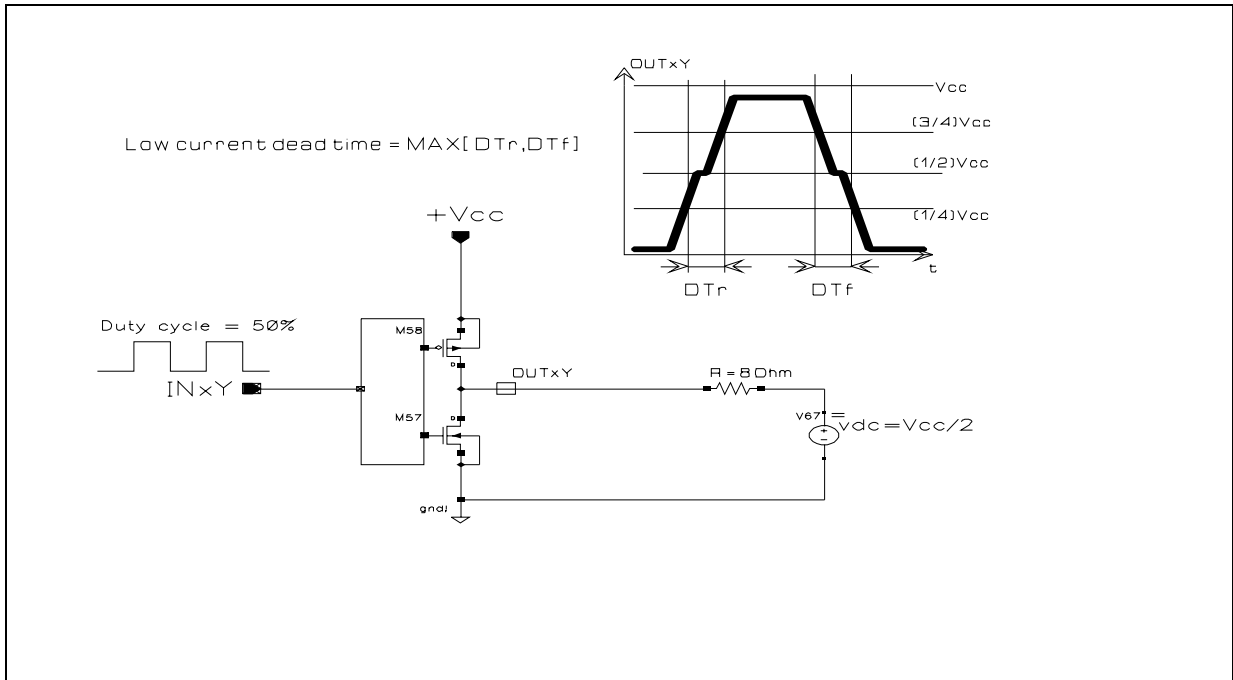 OUTxY
Vcc
(3/4)Vcc
Low current dead time = MAX[DTr,DTf]
(1/2)Vcc
(1/4)Vcc
+Vcc
t
DTr
DTf
Duty cycle = 50%
M58
INxY
D
OUTxY
R=8 Ohm
M57
D
V67
=
+
-
vdc=Vcc/2
gnd!